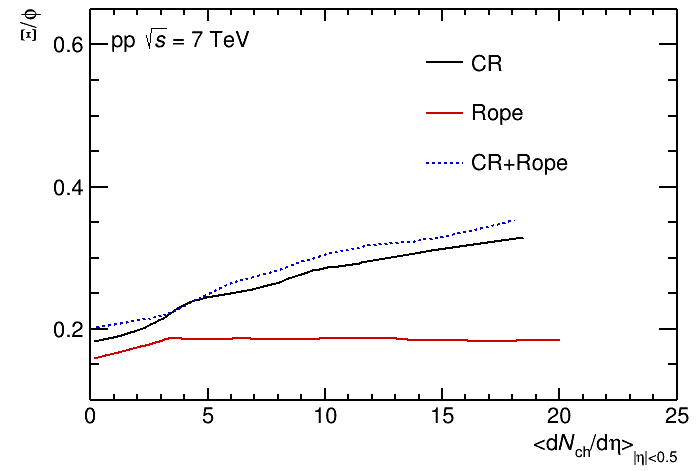 Ξ/φ
pp √s = 7 TeV
CR
Rope
CR+Rope
0.6
0.4
0.2
0 5 10 15 20 25
<dNch/dη>|η|<0.5